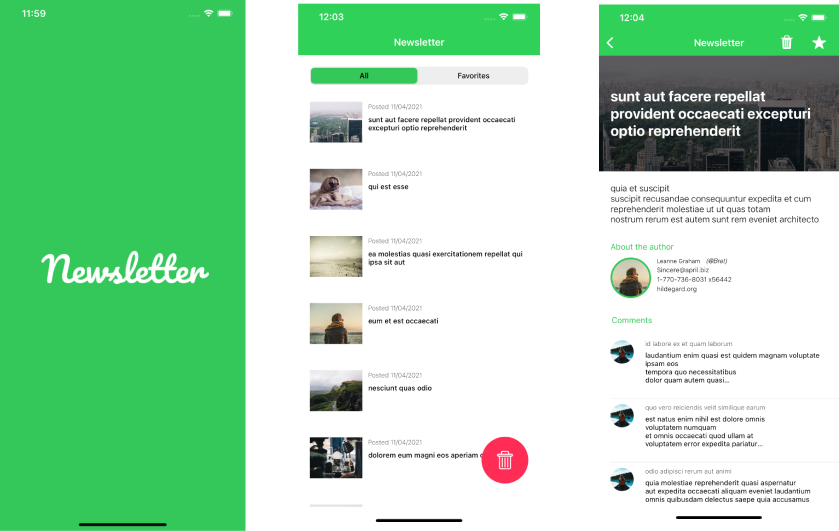 11:59
Newsletter
12:03
Newsletter
All
Favorites
Posted 11/04/2021
sunt aut facere repellat provident occaecati
excepturi optio reprehenderit
Posted 11/04/2021
qui est esse
Posted 11/04/2021
ea molestias quasi exercitationem repellat qui
ipsa sit aut
Posted 11/04/2021
eum et est occaecati
Posted 11/04/2021
nesciunt quas odio
Posted 11/04/2021
dolorem eum magni eos aperiam
12:04
Newsletter
sunt aut facere repellat
provident occaecati excepturi
optio reprehenderit
quia et suscipit
suscipit recusandae consequuntur expedita et cum
reprehenderit molestiae ut ut quas totam
nostrum rerum est autem sunt rem eveniet architecto
About the author
Leanne Graham (@Bret)
Sincere@april.biz
1-770-736-8031 x56442
hildegard.org
Comments
id labore ex et quam laborum
laudantium enim quasi est quidem magnam voluptate
ipsam eos
tempora quo necessitatibus
dolor quam autem quasi...
quo vero reiciendis velit similique earum
est natus enim nihil est dolore omnis
voluptatem numquam
et omnis occaecati quod ullam at
voluptatem error expedita pariatur...
odio adipisci rerum aut animi
quia molestiae reprehenderit quasi aspernatur
aut expedita occaecati aliquam eveniet laudantium
omnis quibusdam delectus saepe quia accusamus